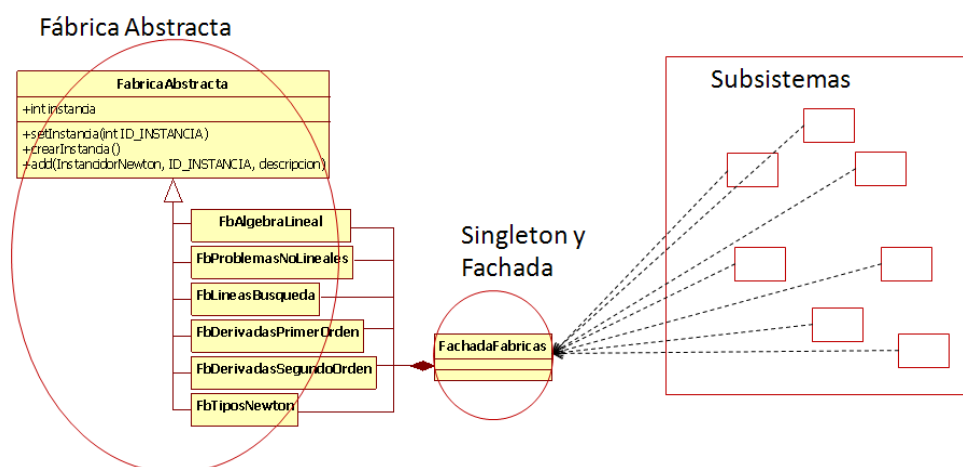 Fábrica Abstracta
FabricaAbstracta
+int instancia
+setInstancia(int ID_INSTANCIA)
+crearInstancia()
+add(InstancidorNewton, ID_INSTANCIA, descripcion)
FbAlgebraLineal
FbProblemasNoLineales
FbLineasBusqueda
FbDerivadasPrimerOrden
FbDerivadasSegundoOrden
FbTiposNewton
Singleton y
Fachada
FachadaFabricas
Subsistemas